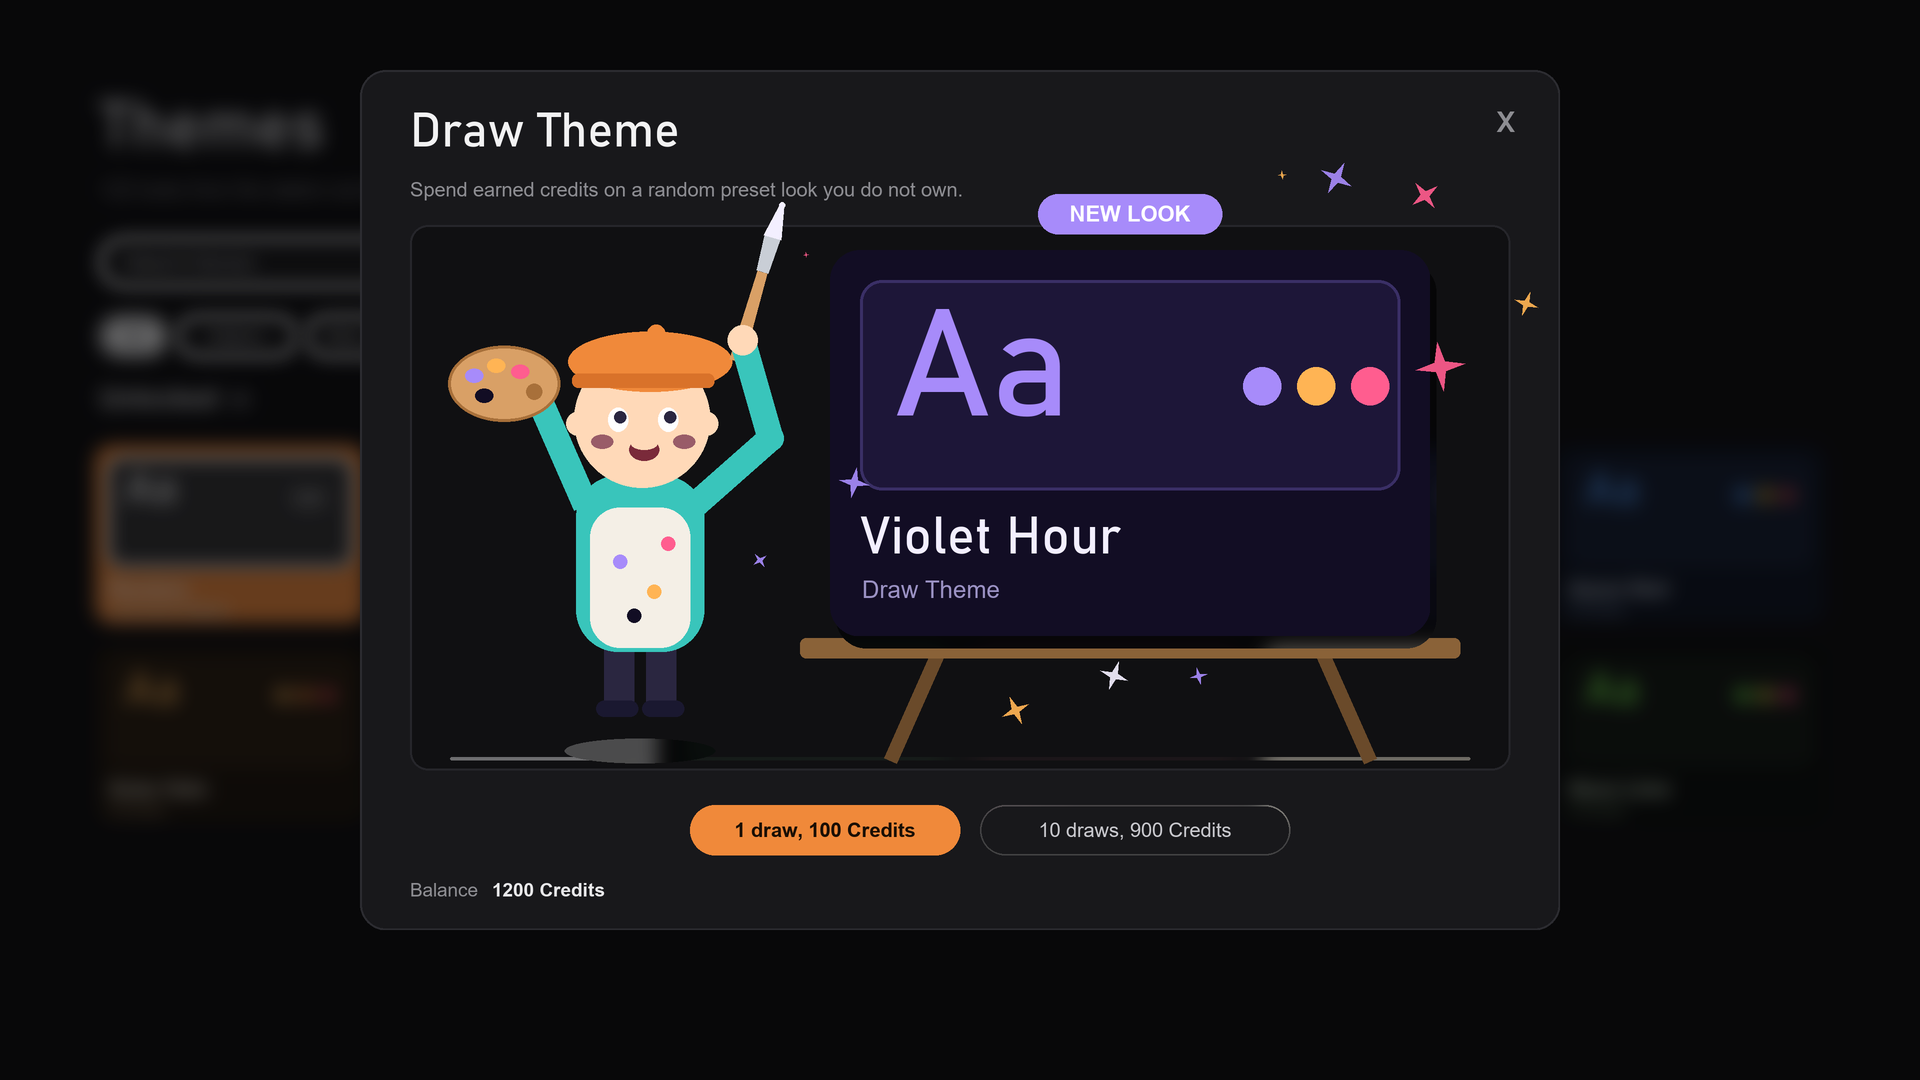 Themes
Draw Theme
X
Spend earned credits on a random preset look you do not own.
NEW LOOK
Aa
Violet Hour
Draw Theme
1 draw, 100 Credits
10 draws, 900 Credits
Balance 1200 Credits